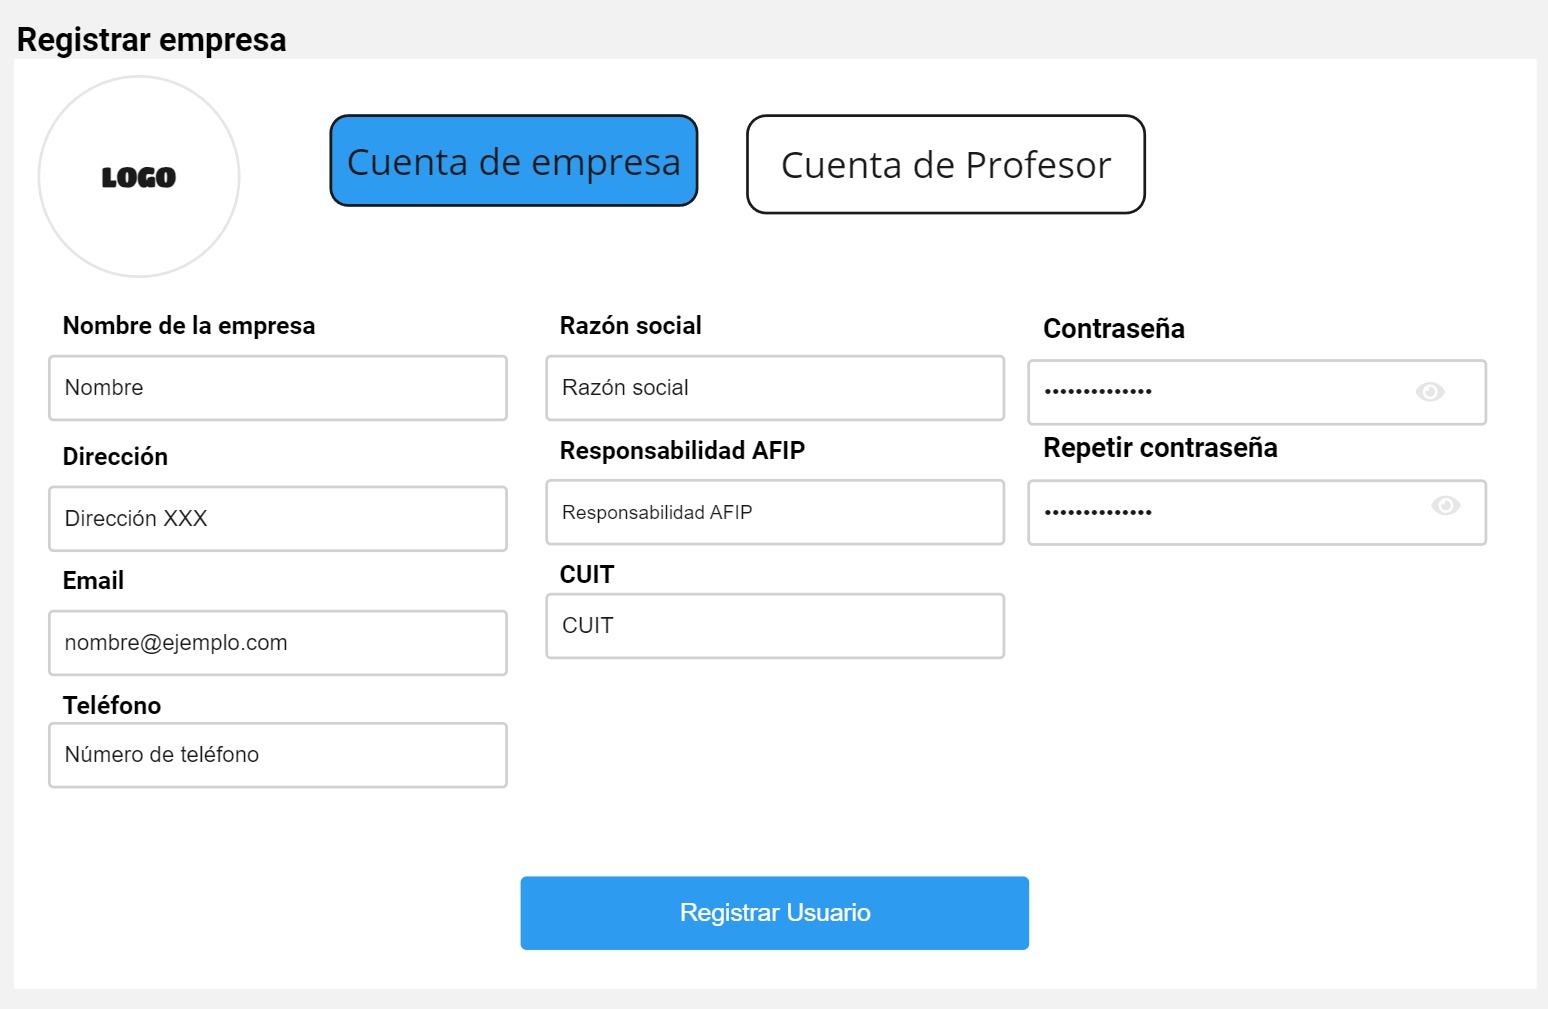 Registrar empresa
LOGO
Cuenta de empresa
Cuenta de Profesor
Nombre de la empresa
Nombre
Dirección
Dirección XXX
Email
nombre@ejemplo.com
Teléfono
Número de teléfono
Razón social
Razón social
Responsabilidad AFIP
Responsabilidad AFIP
CUIT
CUIT
Contraseña
••••••••••••••
Repetir contraseña
••••••••••••••
Registrar Usuario